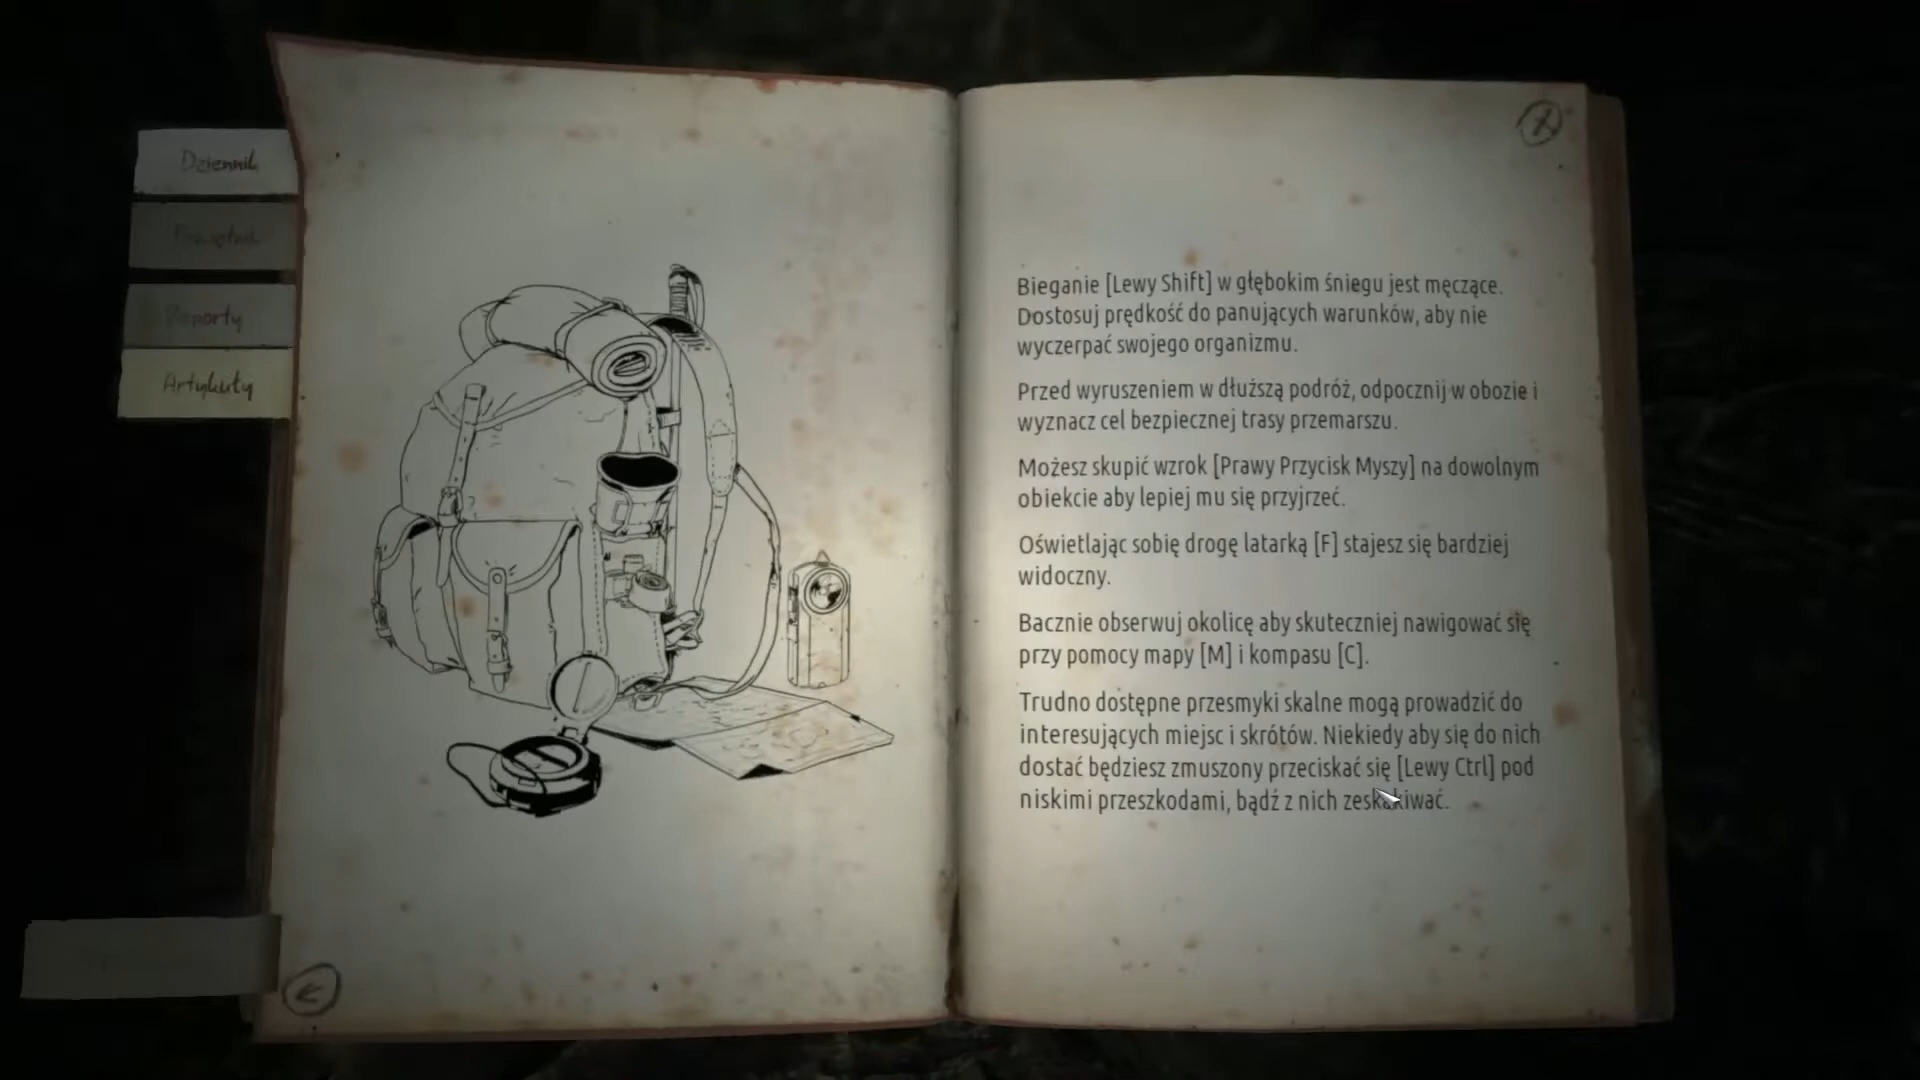 Dziennik
Raporty
Artykuły
Bieganie [Lewy Shift] w głębokim śniegu jest męczące.
Dostosuj prędkość do panujących warunków, aby nie
wyczerpać swojego organizmu.
Przed wyruszeniem w dłuższą podróż, odpocznij w obozie i
wyznacz cel bezpiecznej trasy przemarszu.
Możesz skupić wzrok [Prawy Przycisk Myszy] na dowolnym
obiekcie aby lepiej mu się przyjrzeć.
Oświetlając sobię drogę latarką [F] stajesz się bardziej
widoczny.
Bacznie obserwuj okolicę aby skuteczniej nawigować się
przy pomocy mapy [M] i kompasu [C].
Trudno dostępne przesmyki skalne mogą prowadzić do
interesujących miejsc i skrótów. Niekiedy aby się do nich
dostać będziesz zmuszony przeciskać się [Lewy Ctrl] pod
niskimi przeszkodami, bądź z nich zeskakiwać.